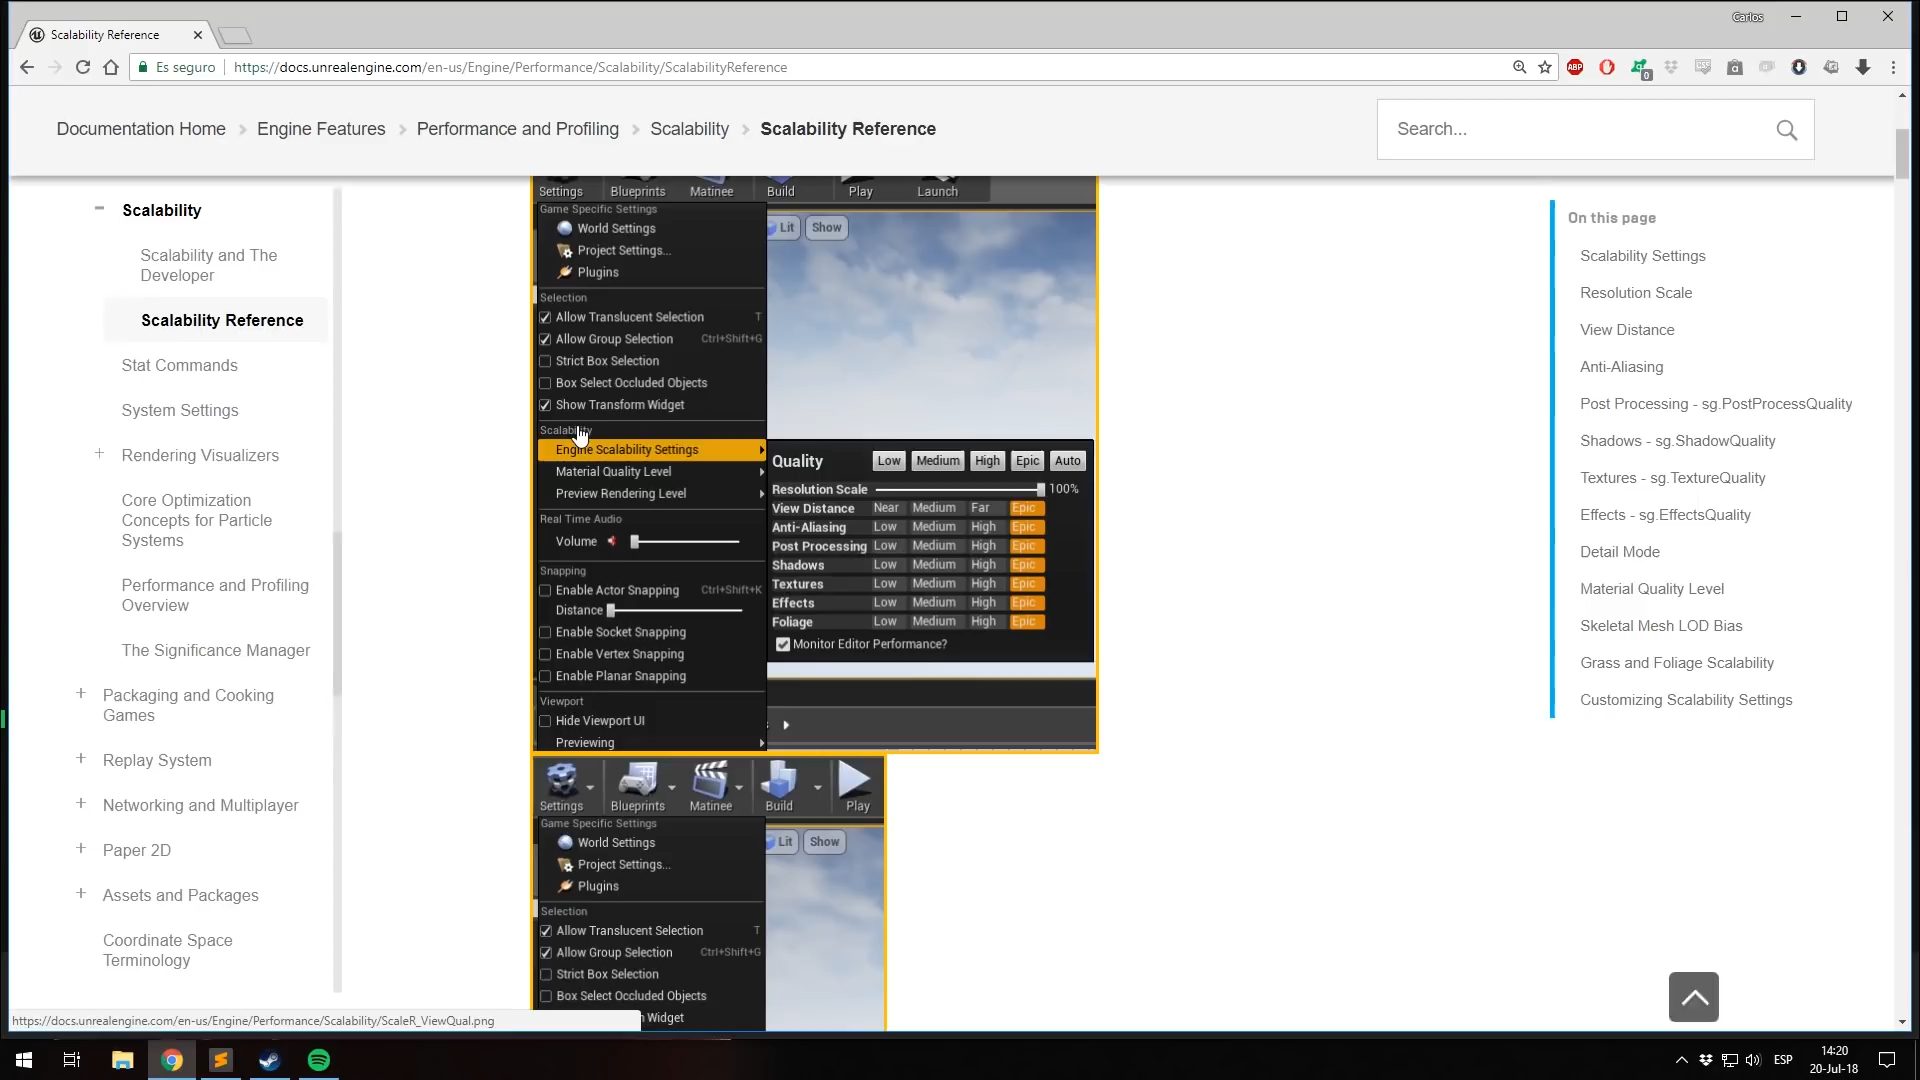 Carlos
Scalability Reference
Es seguro
https://docs.unrealengine.com/en-us/Engine/Performance/Scalability/ScalabilityReference
ABP
0
Documentation Home
Engine Features
Performance and Profiling
Scalability
Scalability Reference
Search...
Scalability
Scalability and The
Developer
Scalability Reference
Stat Commands
System Settings
Rendering Visualizers
Core Optimization
Concepts for Particle
Systems
Performance and Profiling
Overview
The Significance Manager
Packaging and Cooking
Games
Replay System
Networking and Multiplayer
Paper 2D
Assets and Packages
Coordinate Space
Terminology
Settings Blueprints Matinee Build Play Launch
Game Specific Settings
World Settings
Project Settings...
Plugins
Lit Show
Selection
Allow Translucent Selection T
Allow Group Selection Ctrl+Shift+G
Strict Box Selection
Box Select Occluded Objects
Show Transform Widget
Scalability
Engine Scalability Settings
Material Quality Level
Preview Rendering Level
Real Time Audio
Volume
Snapping
Enable Actor Snapping Ctrl+Shift+K
Distance
Enable Socket Snapping
Enable Vertex Snapping
Enable Planar Snapping
Viewport
Hide Viewport UI
Previewing
Quality Low Medium High Epic Auto
Resolution Scale 100%
View Distance Near Medium Far Epic
Anti-Aliasing Low Medium High Epic
Post Processing Low Medium High Epic
Shadows Low Medium High Epic
Textures Low Medium High Epic
Effects Low Medium High Epic
Foliage Low Medium High Epic
Monitor Editor Performance?
Settings Blueprints Matinee Build Play
Game Specific Settings
World Settings
Project Settings...
Plugins
Lit Show
Selection
Allow Translucent Selection T
Allow Group Selection Ctrl+Shift+G
Strict Box Selection
Box Select Occluded Objects
Widget
On this page
Scalability Settings
Resolution Scale
View Distance
Anti-Aliasing
Post Processing - sg.PostProcessQuality
Shadows - sg.ShadowQuality
Textures - sg.TextureQuality
Effects - sg.EffectsQuality
Detail Mode
Material Quality Level
Skeletal Mesh LOD Bias
Grass and Foliage Scalability
Customizing Scalability Settings
https://docs.unrealengine.com/en-us/Engine/Performance/Scalability/ScaleR_ViewQual.png
ESP
14:20
20-Jul-18